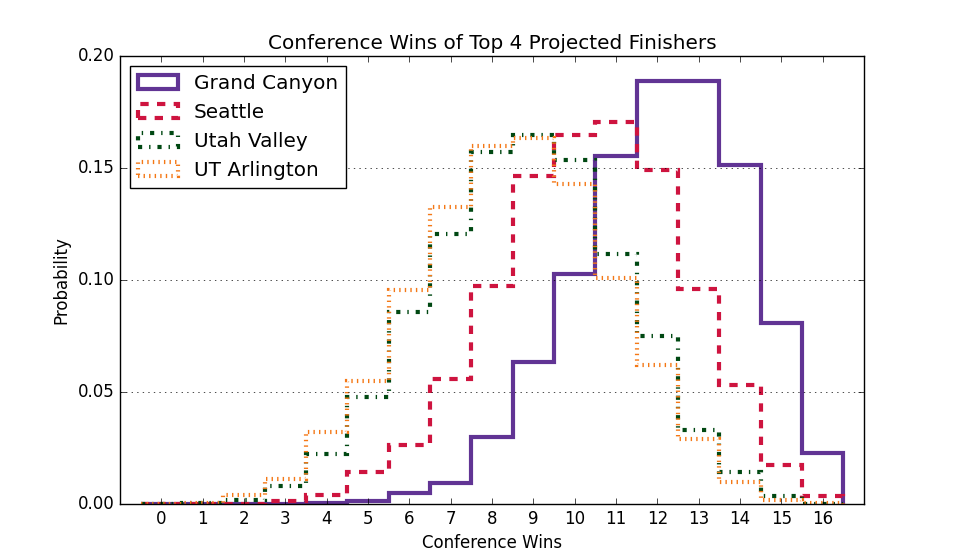 Conference Wins of Top 4 Projected Finishers
0.20
Grand Canyon
Seattle
Utah Valley
UT Arlington
0.15
0.10
0.05
0.00
Probability
0 1 2 3 4 5 6 7 8 9 10 11 12 13 14 15 16
Conference Wins